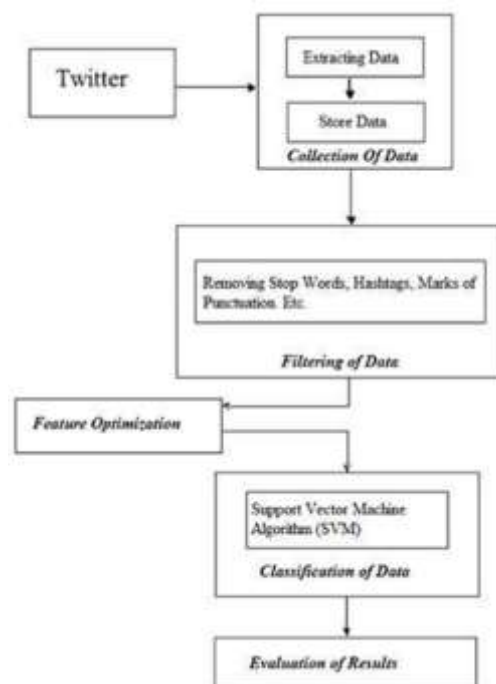 Twitter
Extracting Data
Store Data
Collection Of Data
Removing Stop Words, Hashtags, Marks of
Punctuation. Etc.
Filtering of Data
Feature Optimization
Support Vector Machine
Algorithm (SVM)
Classification of Data
Evaluation of Results